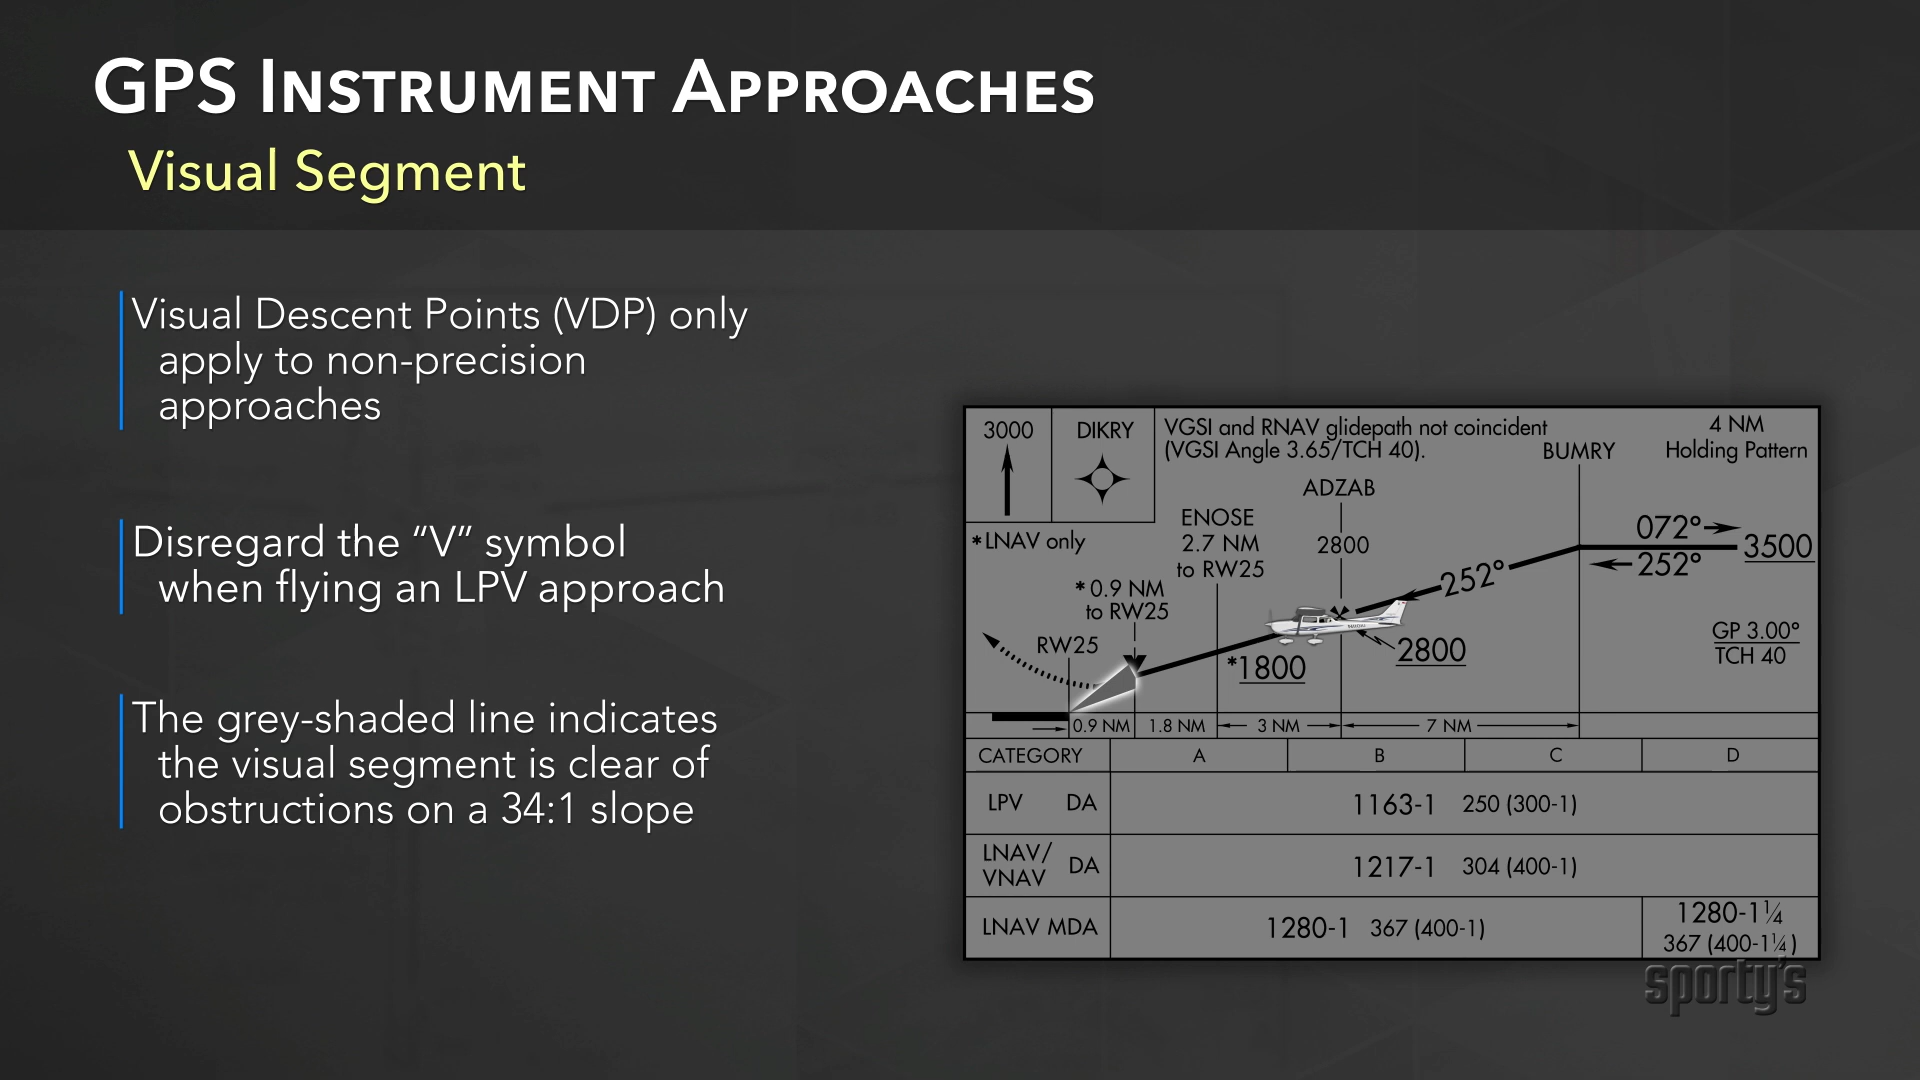 GPS INSTRUMENT APPROACHES
Visual Segment
Visual Descent Points (VDP) only
apply to non-precision
approaches
Disregard the “V” symbol
when flying an LPV approach
The grey-shaded line indicates
the visual segment is clear of
obstructions on a 34:1 slope
3000
DIKRY
VGSI and RNAV glidepath not coincident
(VGSI Angle 3.65/TCH 40).
BUMRY
4 NM
Holding Pattern
ADZAB
2800
ENOSE
2.7 NM
to RW25
*LNAV only
*0.9 NM
to RW25
RW25
072°
252°
3500
252°
2800
*1800
GP 3.00°
TCH 40
0.9 NM 1.8 NM 3 NM 7 NM
CATEGORY A B C D
LPV DA 1163-1 250 (300-1)
LNAV/
VNAV DA 1217-1 304 (400-1)
LNAV MDA 1280-1 367 (400-1)
1280-1¼
367 (400-1¼)
sporty's